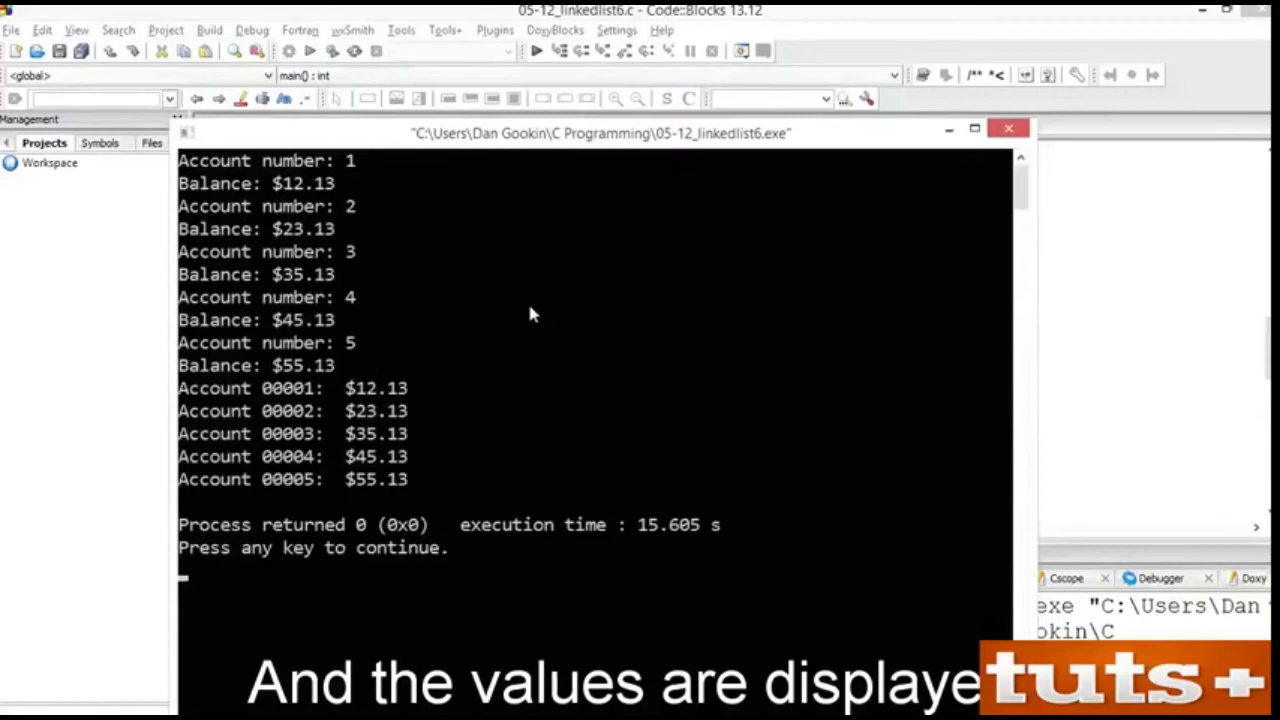 05-12_linkedlist6.c - Code::Blocks 13.12
File Edit View Search Project Build Debug Fortran wxSmith Tools Tools+ Plugins DoxyBlocks Settings Help
<global> main() : int
/** *<
S C
Management
Projects Symbols Files
Workspace
"C:\Users\Dan Gookin\C Programming\05-12_linkedlist6.exe"
Account number: 1
Balance: $12.13
Account number: 2
Balance: $23.13
Account number: 3
Balance: $35.13
Account number: 4
Balance: $45.13
Account number: 5
Balance: $55.13
Account 00001:  $12.13
Account 00002:  $23.13
Account 00003:  $35.13
Account 00004:  $45.13
Account 00005:  $55.13
Process returned 0 (0x0)   execution time : 15.605 s
Press any key to continue.
Cscope Debugger Doxy
exe "C:\Users\Dan
okin\C
And the values are displaye
tuts+